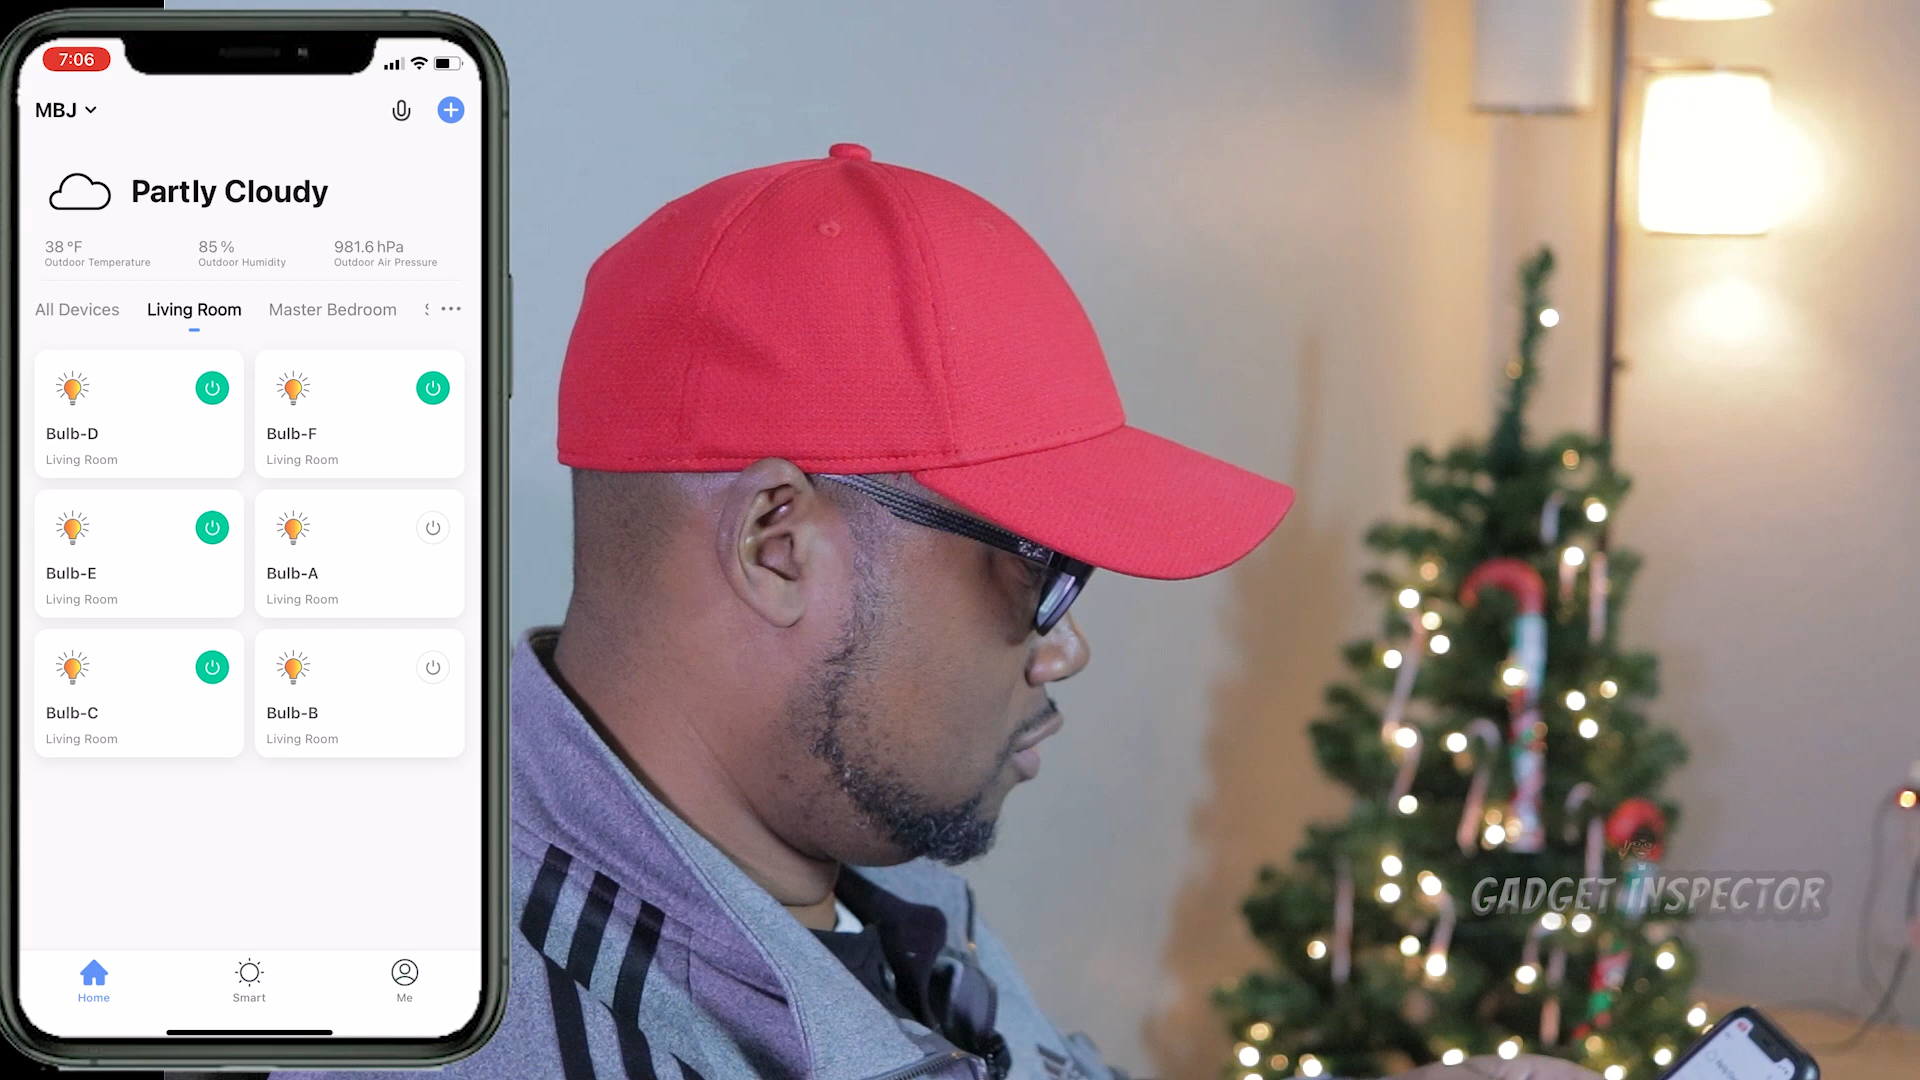 7:06
MBJ
Partly Cloudy
38 °F 85 % 981.6 hPa
Outdoor Temperature Outdoor Humidity Outdoor Air Pressure
All Devices Living Room Master Bedroom
Bulb-D Bulb-F
Living Room Living Room
Bulb-E Bulb-A
Living Room Living Room
Bulb-C Bulb-B
Living Room Living Room
Home Smart Me
GADGET INSPECTOR